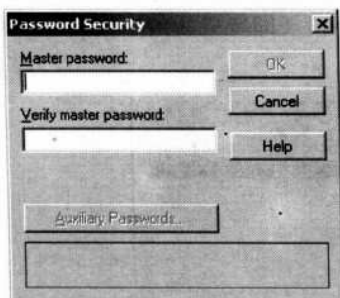 Password Security
Master password:
OK
Cancel
Verify master password:
Help
Auxiliary Passwords...